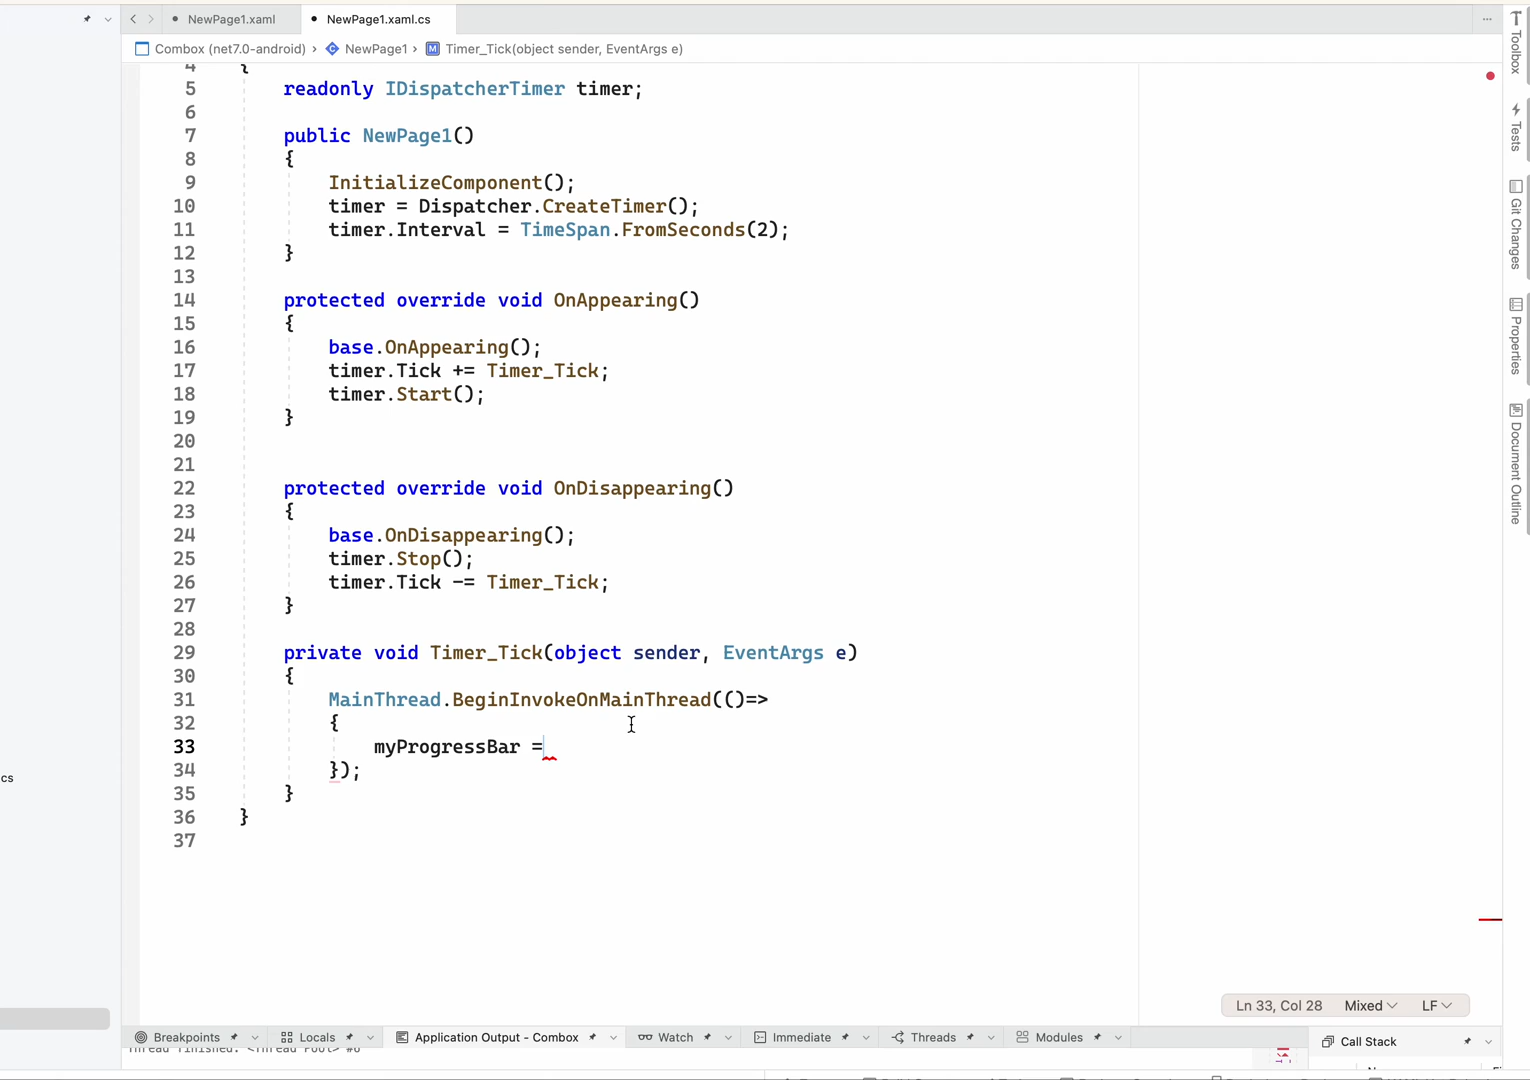 NewPage1.xaml
NewPage1.xaml.cs
Combox (net7.0-android) > NewPage1 > Timer_Tick(object sender, EventArgs e)
4 {
5 readonly IDispatcherTimer timer;
6
7 public NewPage1()
8 {
9 InitializeComponent();
10 timer = Dispatcher.CreateTimer();
11 timer.Interval = TimeSpan.FromSeconds(2);
12 }
13
14 protected override void OnAppearing()
15 {
16 base.OnAppearing();
17 timer.Tick += Timer_Tick;
18 timer.Start();
19 }
20
21
22 protected override void OnDisappearing()
23 {
24 base.OnDisappearing();
25 timer.Stop();
26 timer.Tick -= Timer_Tick;
27 }
28
29 private void Timer_Tick(object sender, EventArgs e)
30 {
31 MainThread.BeginInvokeOnMainThread(()=>
32 {
33 myProgressBar =
34 });
35 }
36 }
37
cs
Toolbox
Tests
Git Changes
Properties
Document Outline
Ln 33, Col 28 Mixed LF
Breakpoints
Locals
Application Output - Combox
Watch
Immediate
Threads
Modules
Call Stack
Thread finished: <Thread Pool> #6